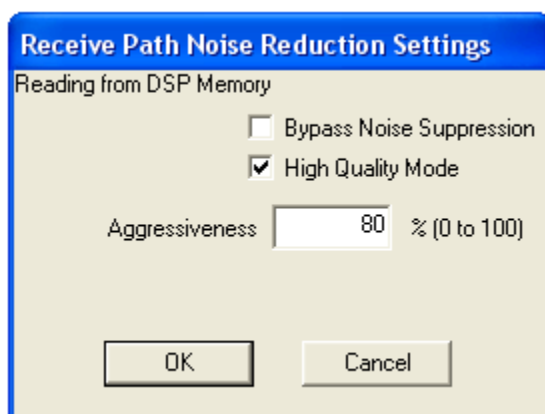 Receive Path Noise Reduction Settings
Reading from DSP Memory
Bypass Noise Suppression
High Quality Mode
Aggressiveness 80 % (0 to 100)
OK Cancel